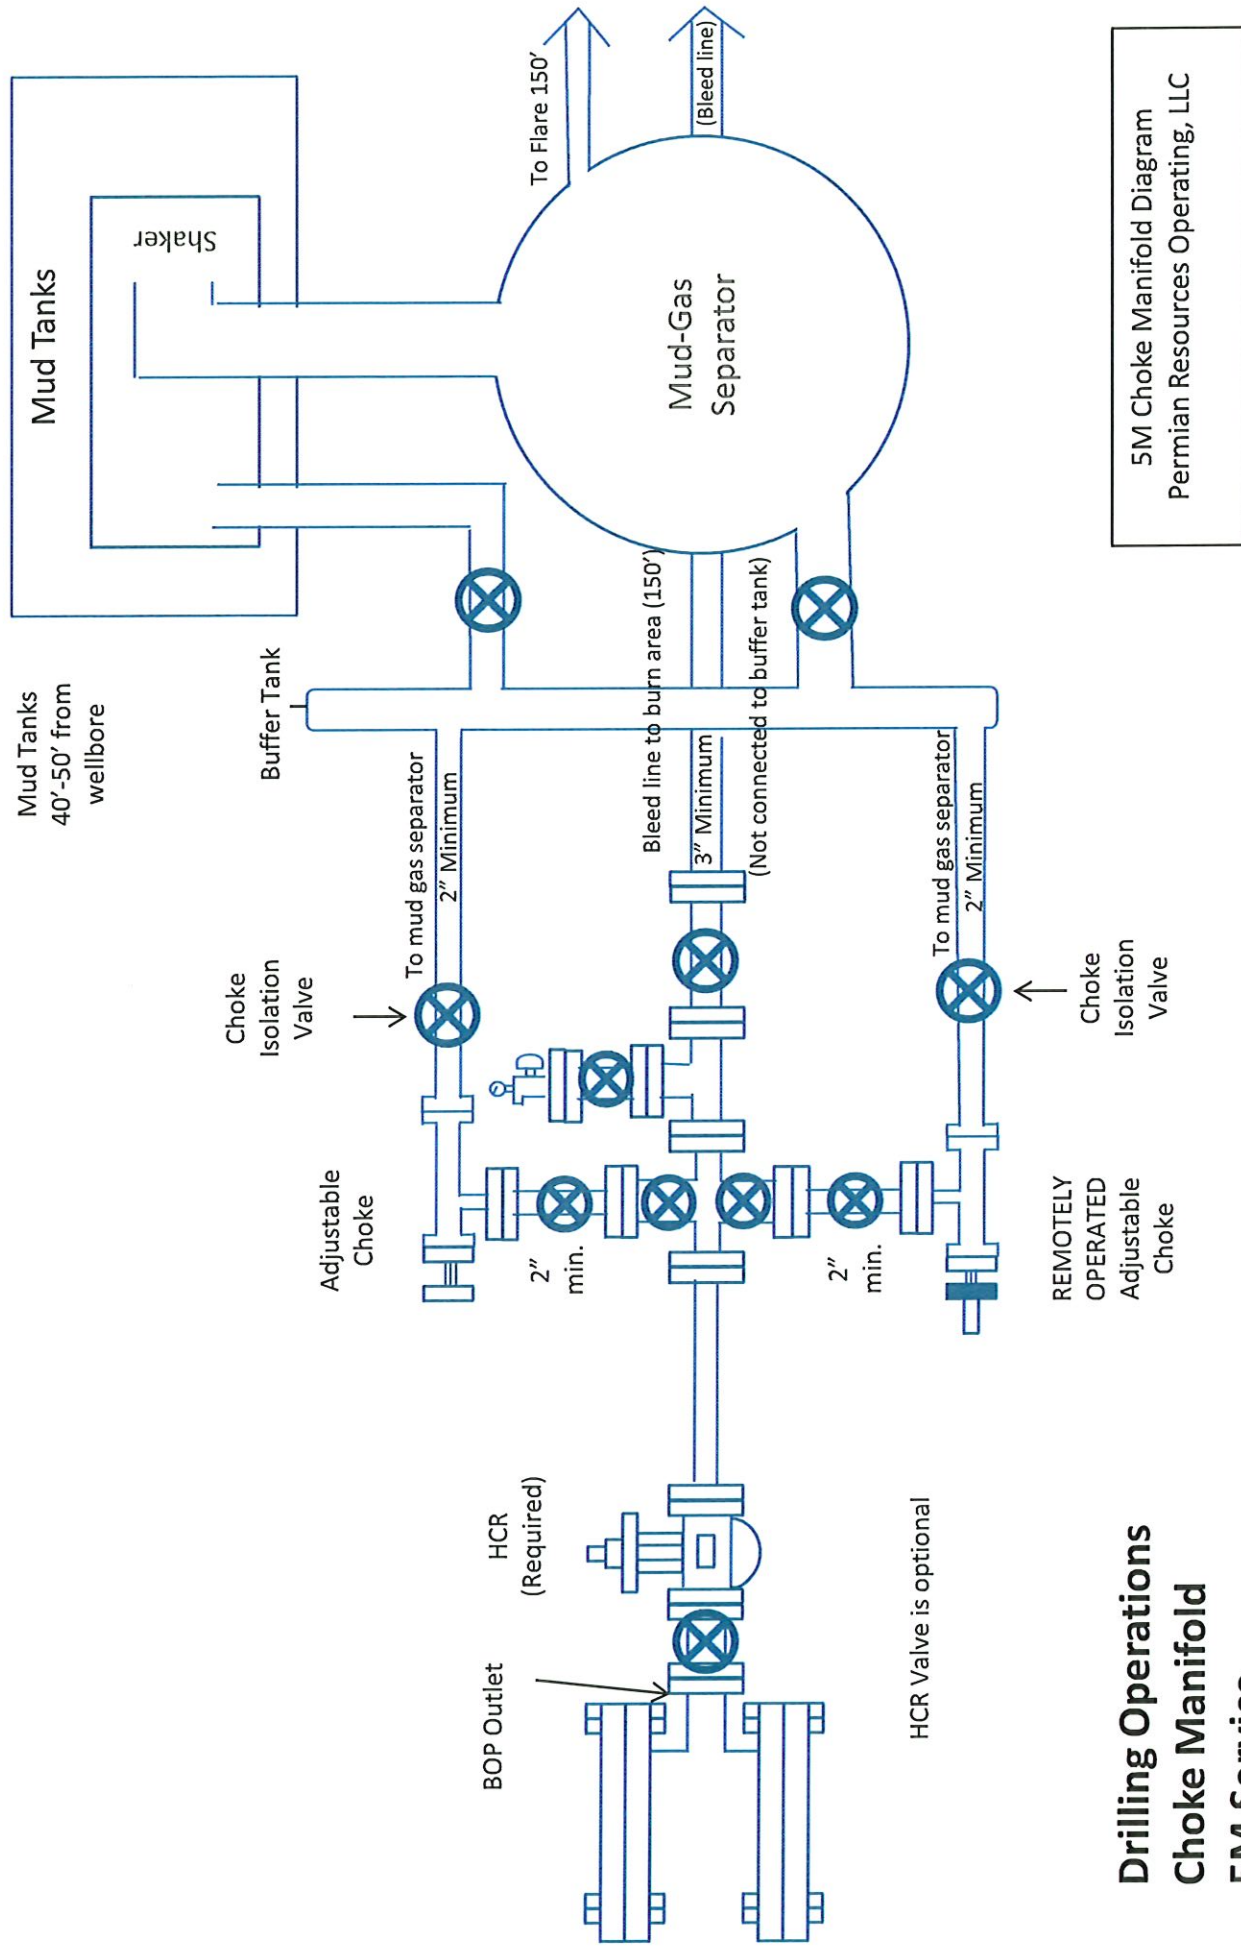 Mud Tanks
40'-50' from
wellbore
Mud Tanks
Shaker
Buffer Tank
To Flare 150'
(Bleed line)
Mud-Gas
Separator
Choke
Isolation
Valve
To mud gas separator
2" Minimum
Bleed line to burn area (150')
3" Minimum
(Not connected to buffer tank)
To mud gas separator
2" Minimum
Choke
Isolation
Valve
Adjustable
Choke
2"
min.
2"
min.
REMOTELY
OPERATED
Adjustable
Choke
HCR
(Required)
BOP Outlet
HCR Valve is optional
Drilling Operations
Choke Manifold
5M Service
5M Choke Manifold Diagram
Permian Resources Operating, LLC